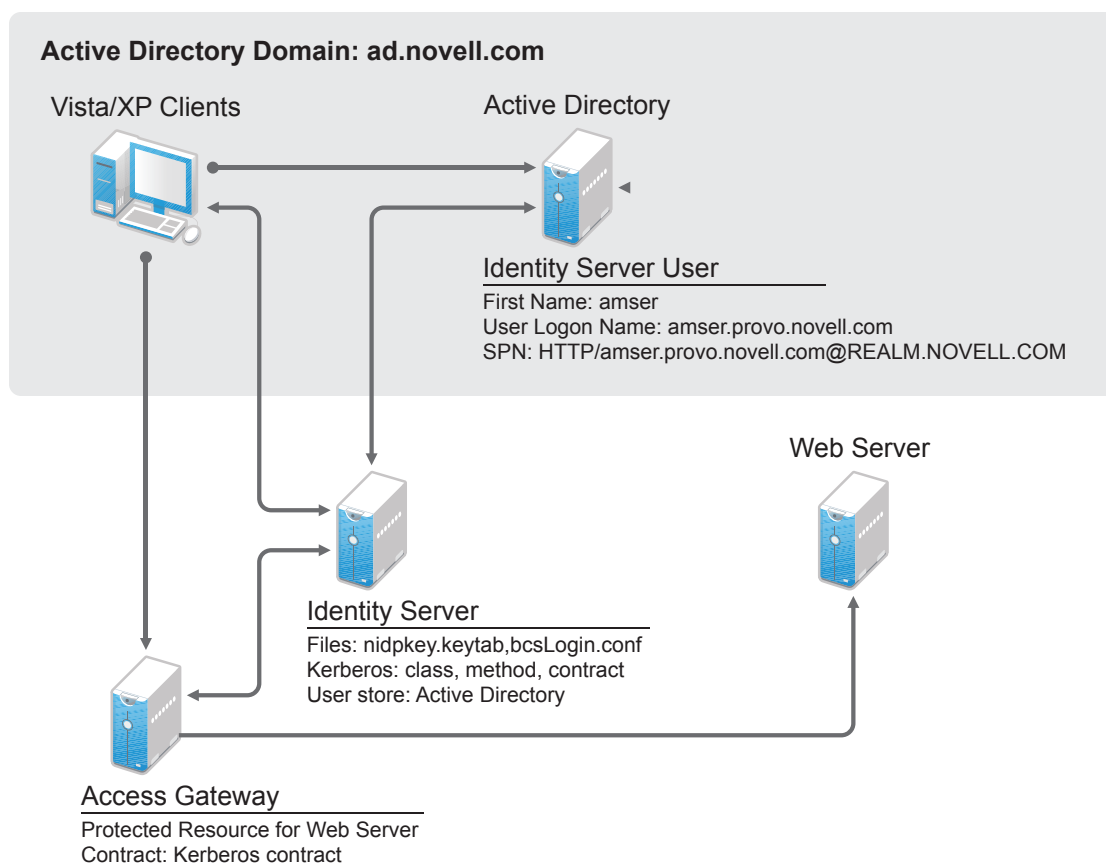 Active Directory Domain: ad.novell.com
Vista/XP Clients
Active Directory
Identity Server User
First Name: amser
User Logon Name: amser.provo.novell.com
SPN: HTTP/amser.provo.novell.com@REALM.NOVELL.COM
Web Server
Identity Server
Files: nidpkey.keytab,bcsLogin.conf
Kerberos: class, method, contract
User store: Active Directory
Access Gateway
Protected Resource for Web Server
Contract: Kerberos contract